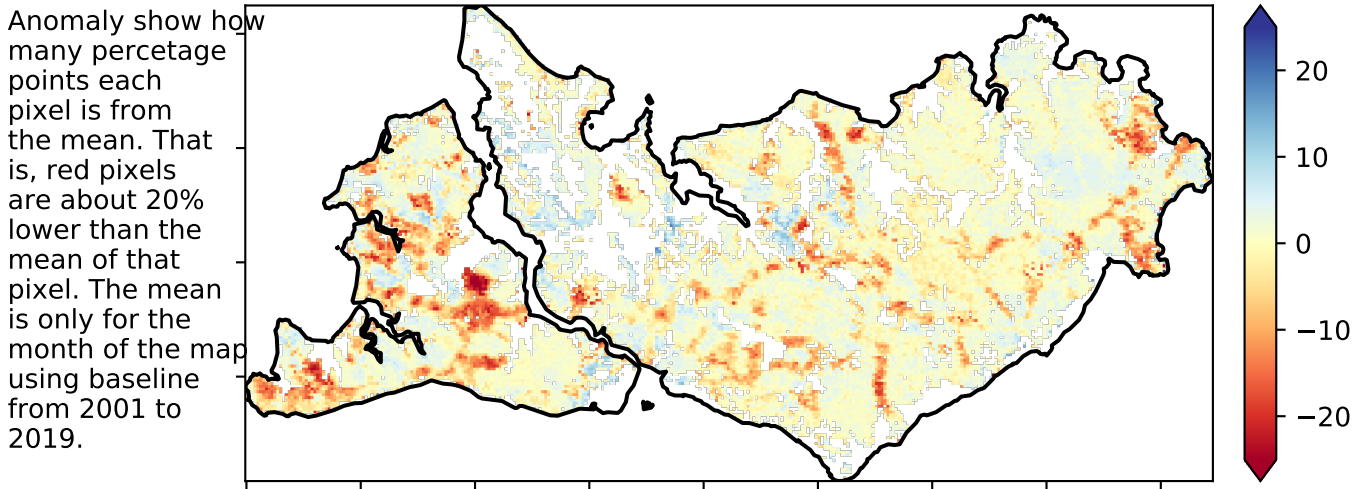 Anomaly show how
many percetage
points each
pixel is from
the mean. That
is, red pixels
are about 20%
lower than the
mean of that
pixel. The mean
is only for the
month of the map
using baseline
from 2001 to
2019.
20
10
0
−10
−20